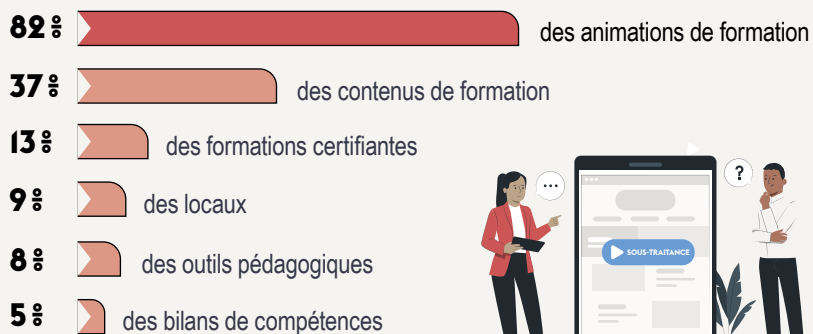 82% des animations de formation
37% des contenus de formation
13% des formations certifiantes
9% des locaux
8% des outils pédagogiques
5% des bilans de compétences
...
?
SOUS-TRAITANCE